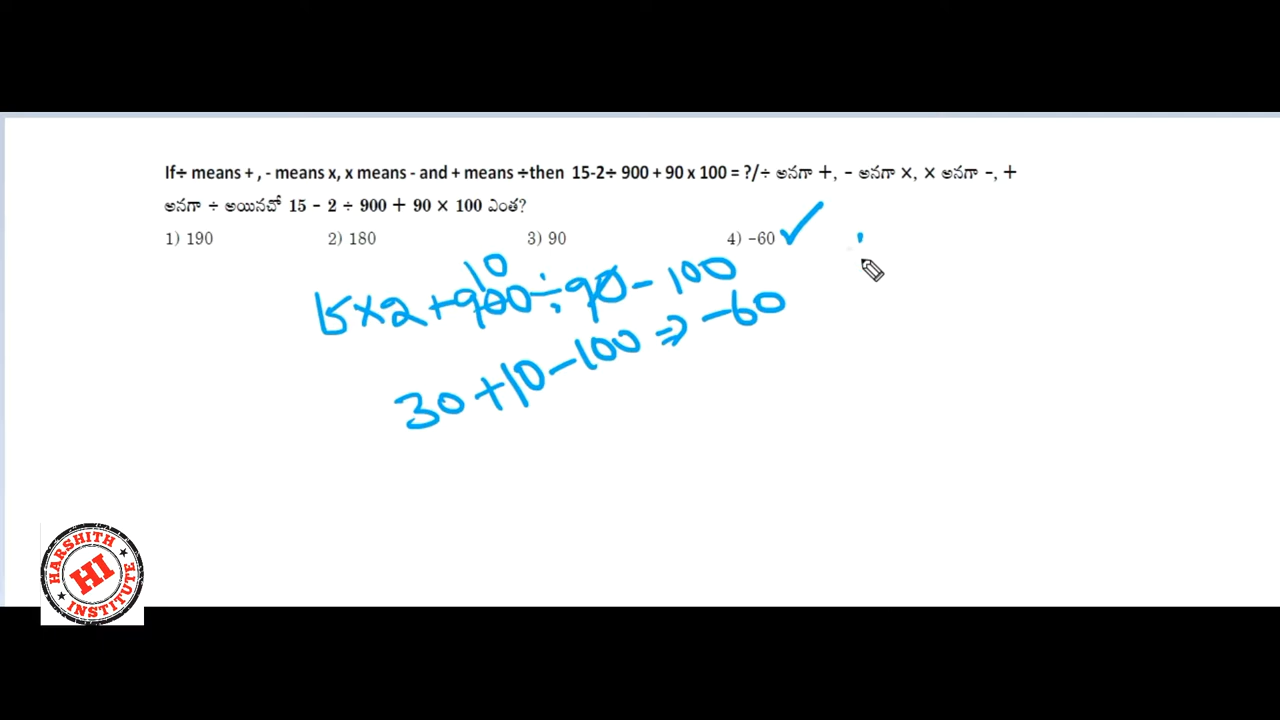 If÷ means + , - means x, x means - and + means ÷then 15-2÷ 900 + 90 x 100 = ?/÷ అనగా +, - అనగా ×, × అనగా -, +
అనగా ÷ అయినచో 15 - 2 ÷ 900 + 90 × 100 ఎంత?
1) 190 2) 180 3) 90 4) -60
10
15×2+900÷90-100
30+10-100⇒-60
HARSHITH
HI
INSTITUTE